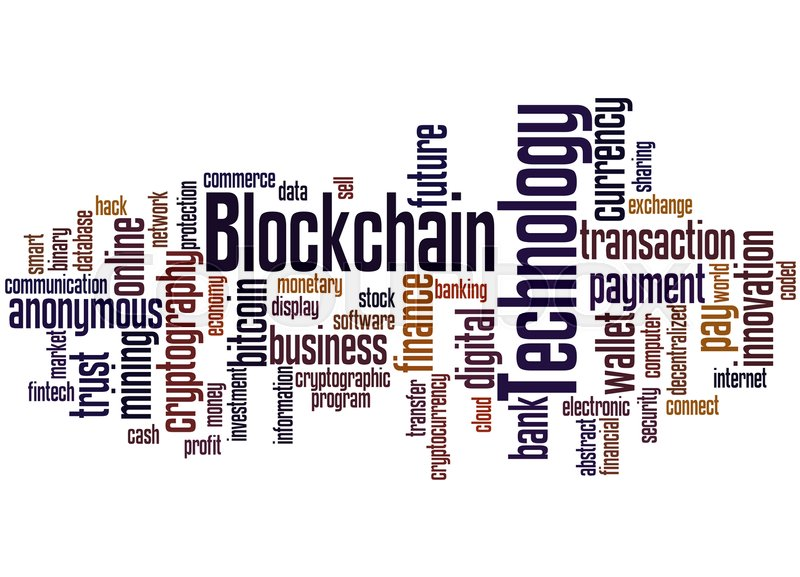 commerce
data
sell
future
Technology
currency
sharing
exchange
hack
network
protection
Blockchain
transaction
smart
binary
database
online
communication
anonymous
cryptography
economy
bitcoin
monetary
display
stock
software
finance
banking
digital
payment
pay
world
innovation
coded
market
trust
mining
business
wallet
computer
decentralized
internet
fintech
cash
profit
money
investment
information
cryptographic
program
transfer
cryptocurrency
cloud
bank
electronic
abstract
financial
security
connect